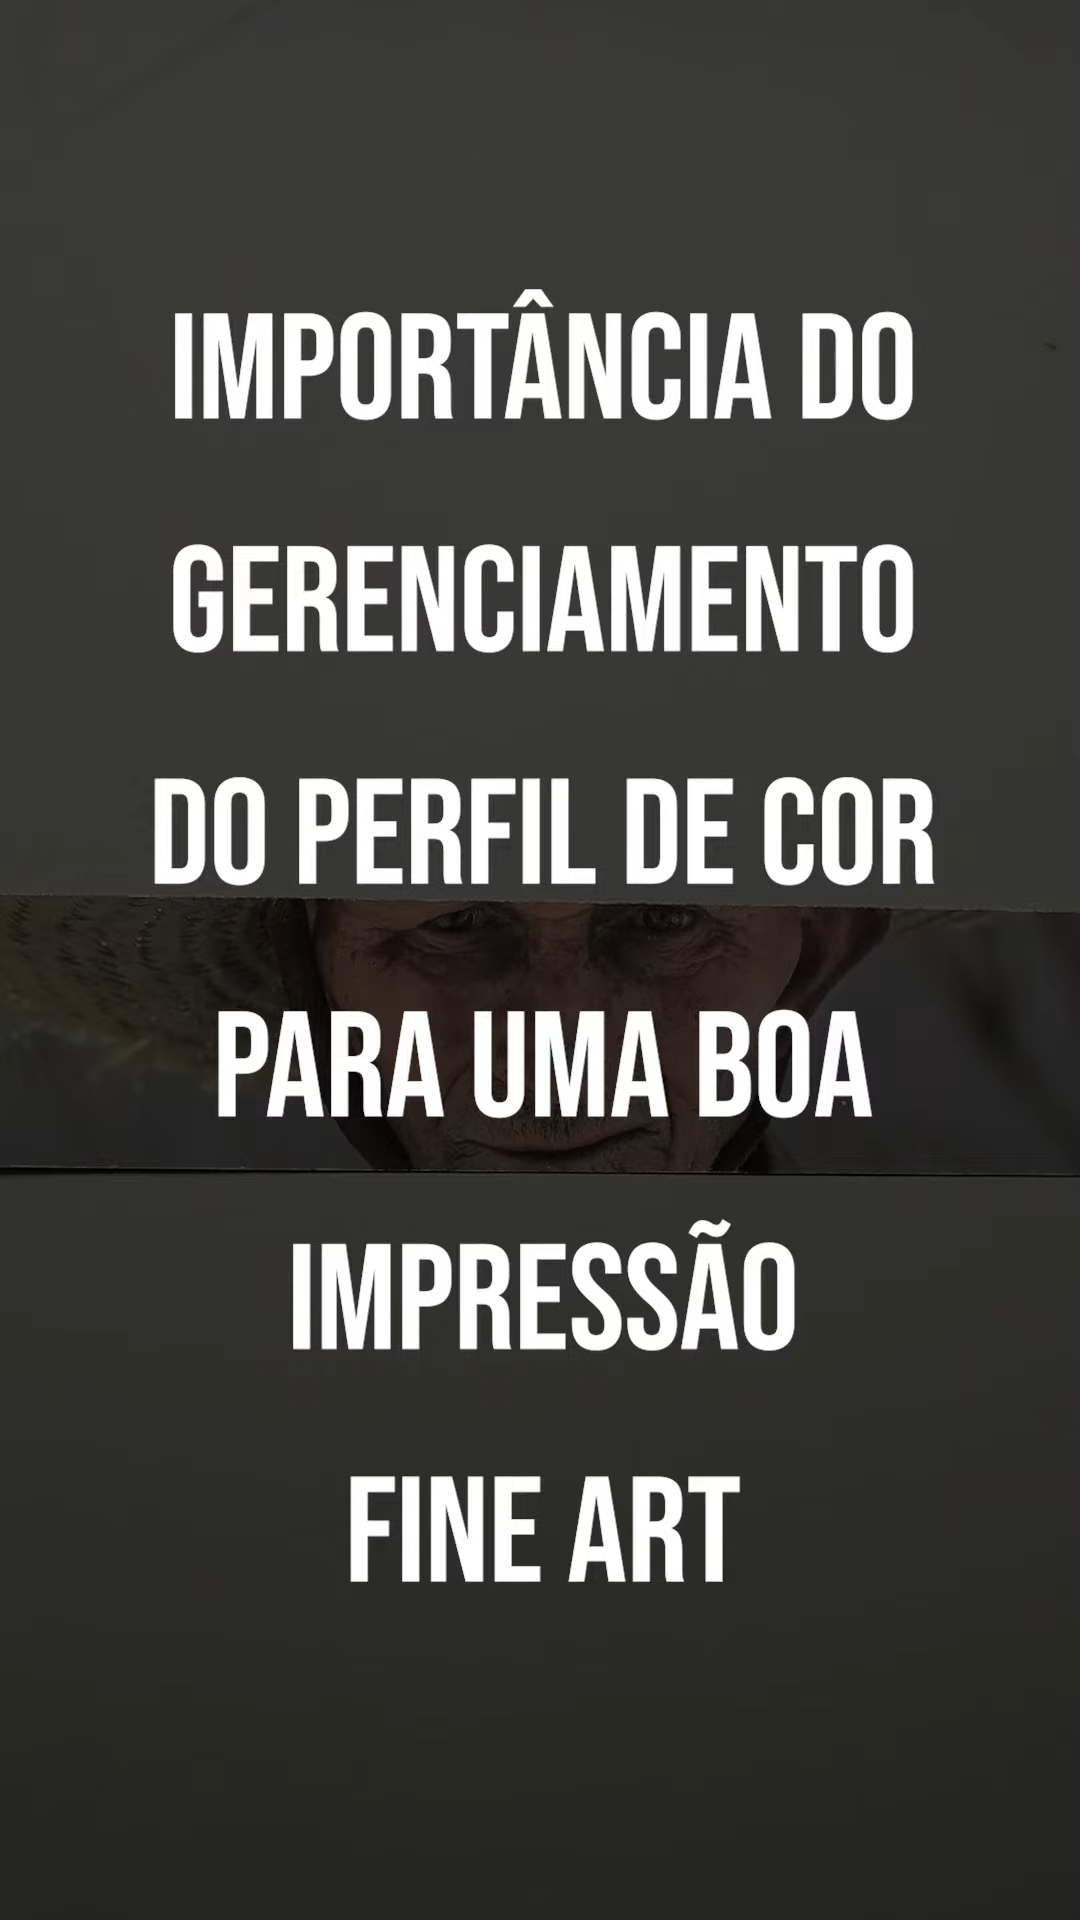 IMPORTÂNCIA DO
GERENCIAMENTO
DO PERFIL DE COR
PARA UMA BOA
IMPRESSÃO
FINE ART